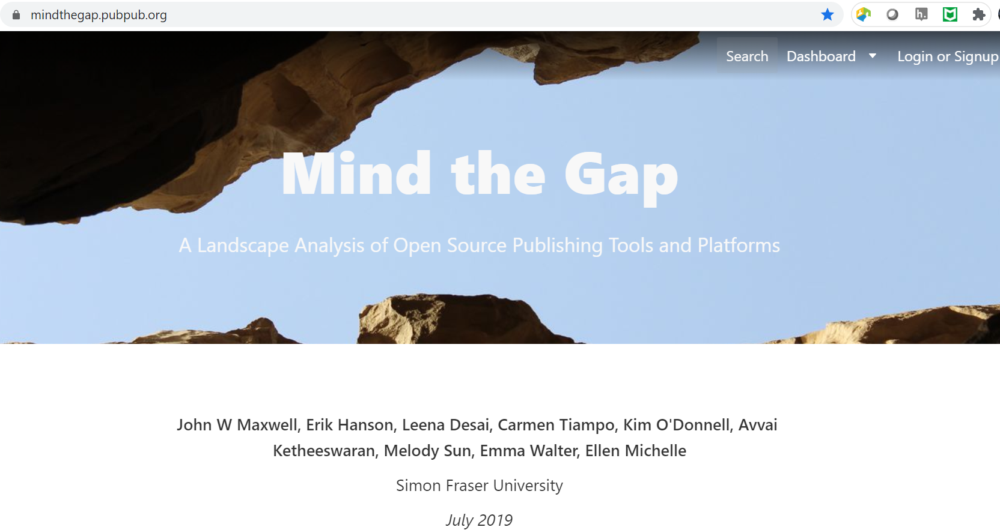 mindthegap.pubpub.org
h.
Search Dashboard Login or Signup
Mind the Gap
A Landscape Analysis of Open Source Publishing Tools and Platforms
John W Maxwell, Erik Hanson, Leena Desai, Carmen Tiampo, Kim O'Donnell, Avvai
Ketheeswaran, Melody Sun, Emma Walter, Ellen Michelle
Simon Fraser University
July 2019